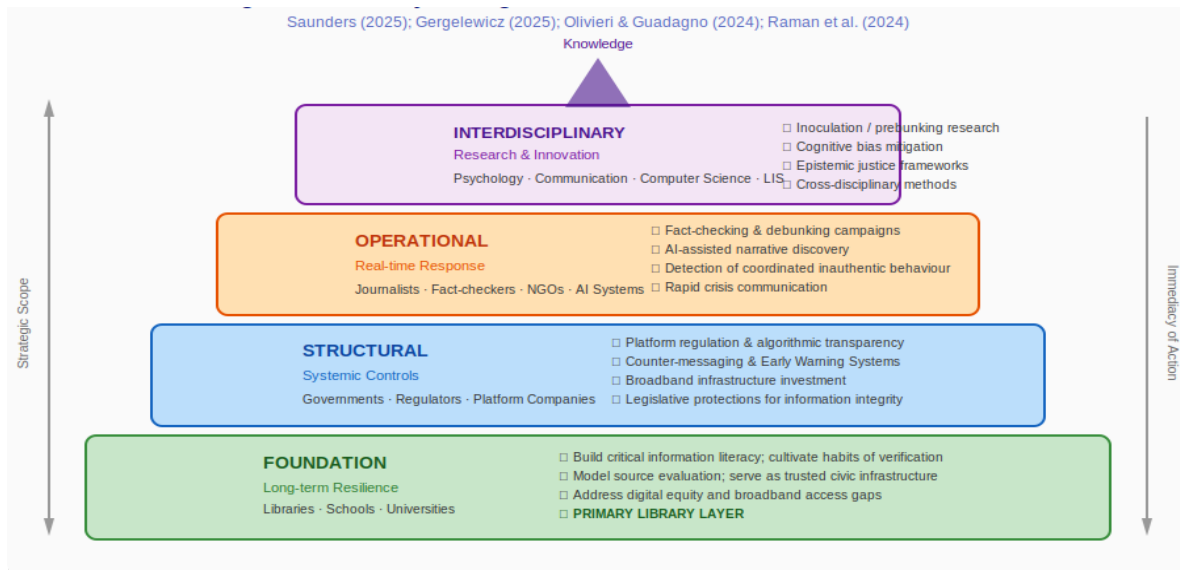 Saunders (2025); Gergelewicz (2025); Olivieri & Guadagno (2024); Raman et al. (2024)
Knowledge
INTERDISCIPLINARY
Research & Innovation
Psychology · Communication · Computer Science · LIS
□ Inoculation / prebunking research
□ Cognitive bias mitigation
□ Epistemic justice frameworks
□ Cross-disciplinary methods
OPERATIONAL
Real-time Response
Journalists · Fact-checkers · NGOs · AI Systems
□ Fact-checking & debunking campaigns
□ AI-assisted narrative discovery
□ Detection of coordinated inauthentic behaviour
□ Rapid crisis communication
STRUCTURAL
Systemic Controls
Governments · Regulators · Platform Companies
□ Platform regulation & algorithmic transparency
□ Counter-messaging & Early Warning Systems
□ Broadband infrastructure investment
□ Legislative protections for information integrity
FOUNDATION
Long-term Resilience
Libraries · Schools · Universities
□ Build critical information literacy; cultivate habits of verification
□ Model source evaluation; serve as trusted civic infrastructure
□ Address digital equity and broadband access gaps
□ PRIMARY LIBRARY LAYER
Strategic Scope
Immediacy of Action